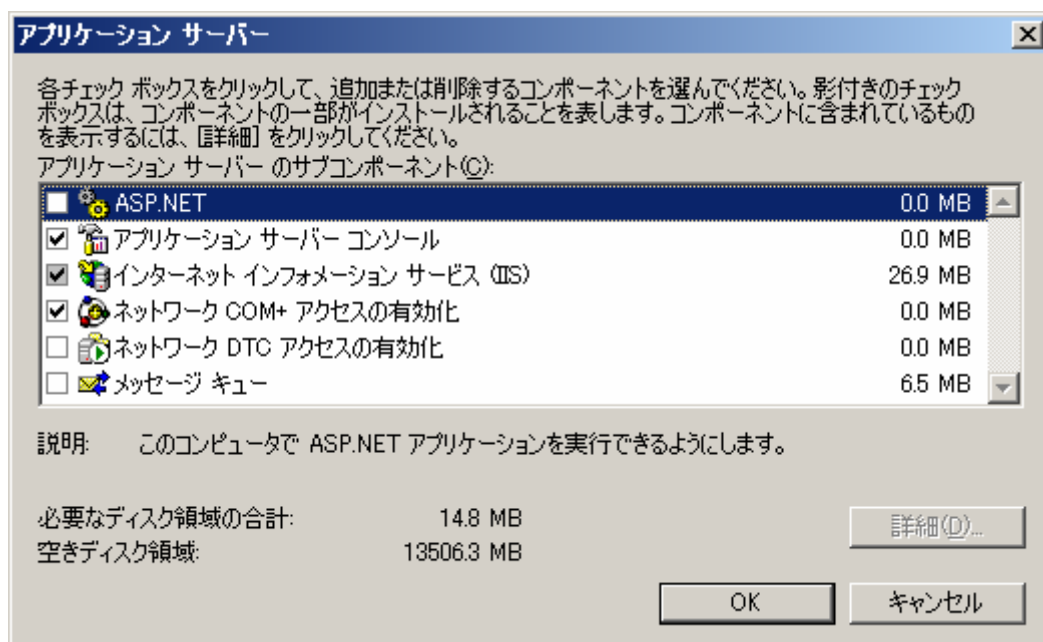 アプリケーション サーバー
各チェック ボックスをクリックして、追加または削除するコンポーネントを選んでください。影付きのチェック
ボックスは、コンポーネントの一部がインストールされることを表します。コンポーネントに含まれているもの
を表示するには、[詳細] をクリックしてください。
アプリケーション サーバー のサブコンポーネント(C):
ASP.NET 0.0 MB
アプリケーション サーバー コンソール 0.0 MB
インターネット インフォメーション サービス (IIS) 26.9 MB
ネットワーク COM+ アクセスの有効化 0.0 MB
ネットワーク DTC アクセスの有効化 0.0 MB
メッセージ キュー 6.5 MB
説明: このコンピュータで ASP.NET アプリケーションを実行できるようにします。
必要なディスク領域の合計: 14.8 MB
空きディスク領域: 13506.3 MB
詳細(D)...
OK キャンセル